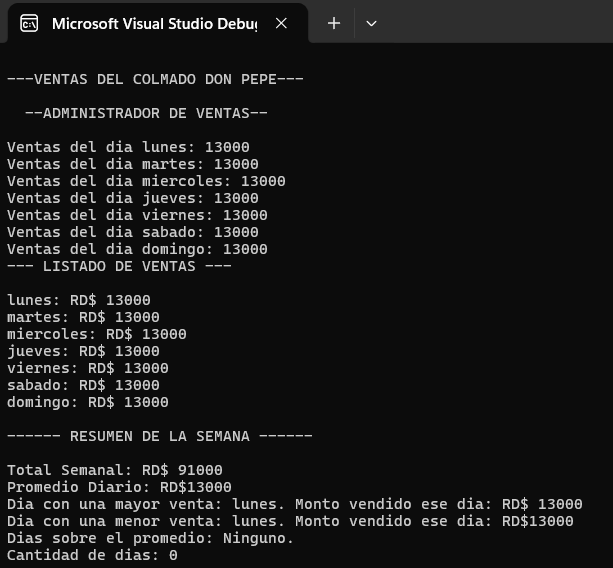 Microsoft Visual Studio Debug
---VENTAS DEL COLMADO DON PEPE---
--ADMINISTRADOR DE VENTAS--
Ventas del dia lunes: 13000
Ventas del dia martes: 13000
Ventas del dia miercoles: 13000
Ventas del dia jueves: 13000
Ventas del dia viernes: 13000
Ventas del dia sabado: 13000
Ventas del dia domingo: 13000
--- LISTADO DE VENTAS ---
lunes: RD$ 13000
martes: RD$ 13000
miercoles: RD$ 13000
jueves: RD$ 13000
viernes: RD$ 13000
sabado: RD$ 13000
domingo: RD$ 13000
------ RESUMEN DE LA SEMANA ------
Total Semanal: RD$ 91000
Promedio Diario: RD$13000
Dia con una mayor venta: lunes. Monto vendido ese dia: RD$ 13000
Dia con una menor venta: lunes. Monto vendido ese dia: RD$13000
Dias sobre el promedio: Ninguno.
Cantidad de dias: 0